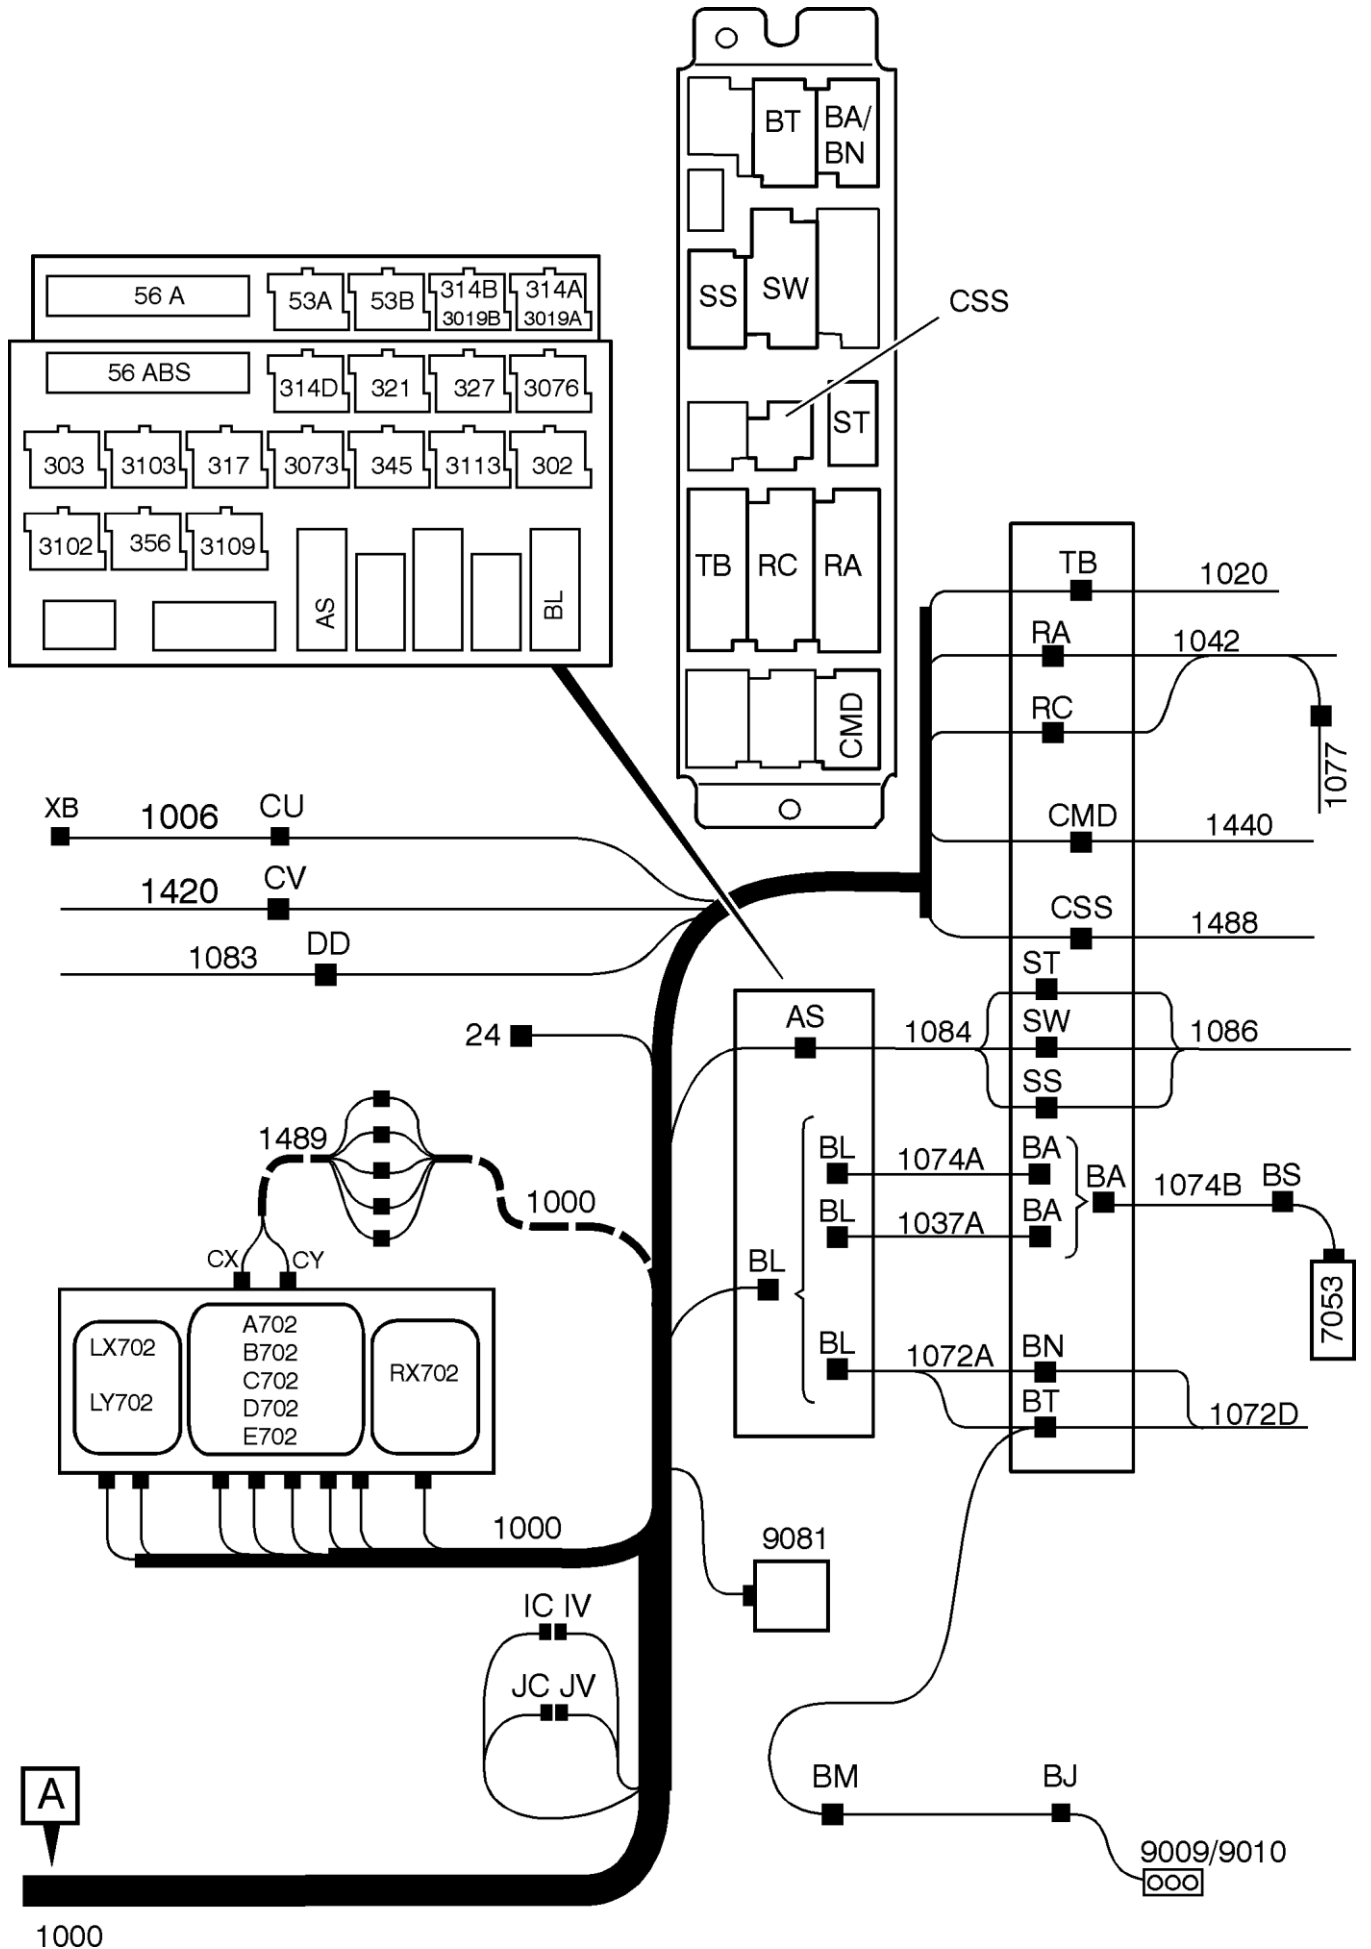 BT
BA/
BN
SS
SW
CSS
ST
TB
RC
RA
CMD
56 A
53A
53B
314B
3019B
314A
3019A
56 ABS
314D
321
327
3076
303
3103
317
3073
345
3113
302
3102
356
3109
AS
BL
TB
1020
RA
1042
RC
1077
CMD
1440
CSS
1488
XB
1006
CU
1420
CV
1083
DD
24
ST
AS
1084
SW
1086
SS
1489
BL
1074A
BA
BA
1074B
BS
BL
1037A
BA
1000
CX
CY
BL
7053
LX702
LY702
A702
B702
C702
D702
E702
RX702
BL
1072A
BN
BT
1072D
1000
9081
IC IV
JC JV
A
BM
BJ
9009/9010
1000